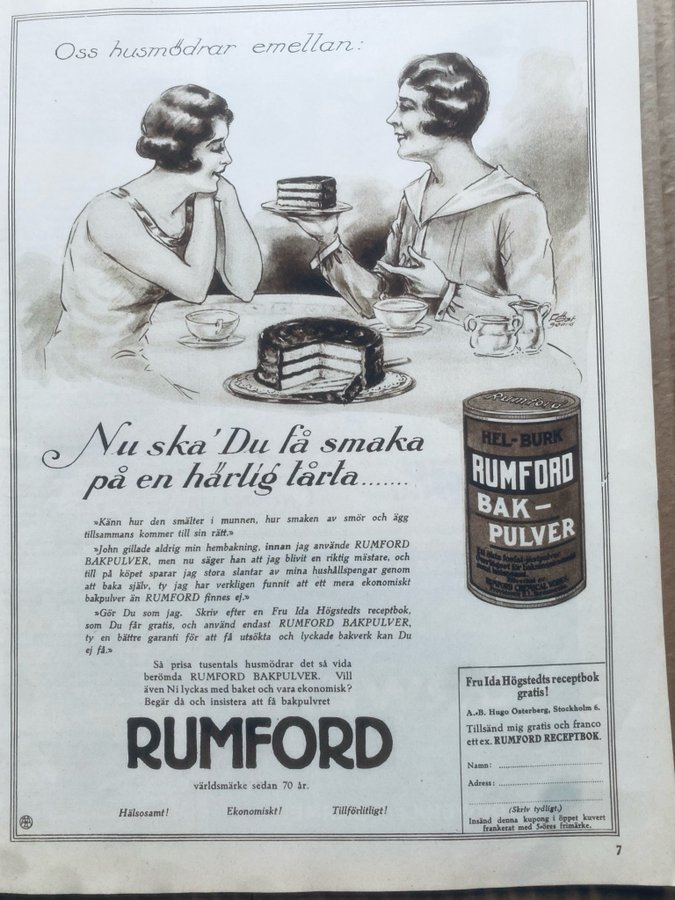 Oss husmödrar emellan:
Nu ska' Du få smaka
på en härlig tårta.......
»Känn hur den smälter i munnen, hur smaken av smör och ägg
tillsammans kommer till sin rätt.»
»John gillade aldrig min hembakning, innan jag använde RUMFORD
BAKPULVER, men nu säger han att jag blivit en riktig mästare, och
till på köpet sparar jag stora slantar av mina hushållspengar genom
att baka själv, ty jag har verkligen funnit att ett mera ekonomiskt
bakpulver än RUMFORD finnes ej.»
»Gör Du som jag. Skriv efter en Fru Ida Högstedts receptbok,
som Du får gratis, och använd endast RUMFORD BAKPULVER,
ty en bättre garanti för att få utsökta och lyckade bakverk kan Du
ej få.»
Så prisa tusentals husmödrar det så vida
berömda RUMFORD BAKPULVER. Vill
även Ni lyckas med baket och vara ekonomisk?
Begär då och insistera att få bakpulvret
RUMFORD
världsmärke sedan 70 år.
Hälsosamt! Ekonomiskt! Tillförlitligt!
Rumford
HEL-BURK
RUMFORD
BAK-
PULVER
Fru Ida Högstedts receptbok
gratis!
A.-B. Hugo Österberg, Stockholm 6.
Tillsänd mig gratis och franco
ett ex. RUMFORD RECEPTBOK.
Namn:
Adress:
(Skriv tydligt.)
Insänd denna kupong i öppet kuvert
frankerat med 5-öres frimärke.
7